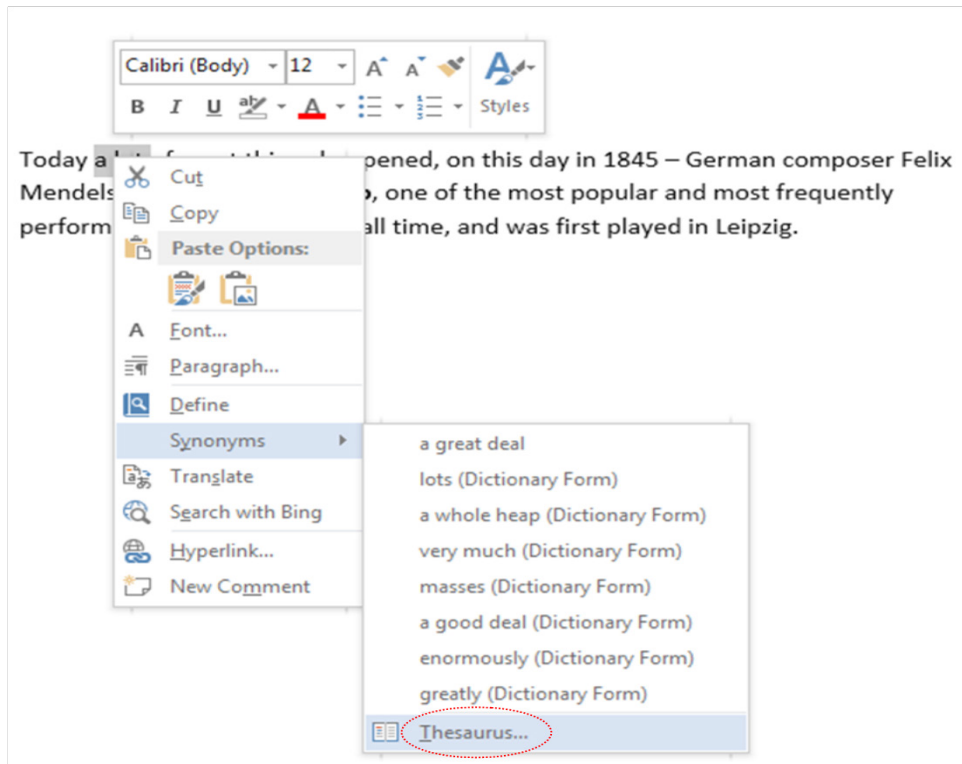 Calibri (Body) 12 A A A
B I U aby A Styles
Today a lot pened, on this day in 1845 – German composer Felix
Mendels , one of the most popular and most frequently
perform all time, and was first played in Leipzig.
Cut
Copy
Paste Options:
A Font...
Paragraph...
Define
Synonyms
Translate
Search with Bing
Hyperlink...
New Comment
a great deal
lots (Dictionary Form)
a whole heap (Dictionary Form)
very much (Dictionary Form)
masses (Dictionary Form)
a good deal (Dictionary Form)
enormously (Dictionary Form)
greatly (Dictionary Form)
Thesaurus...